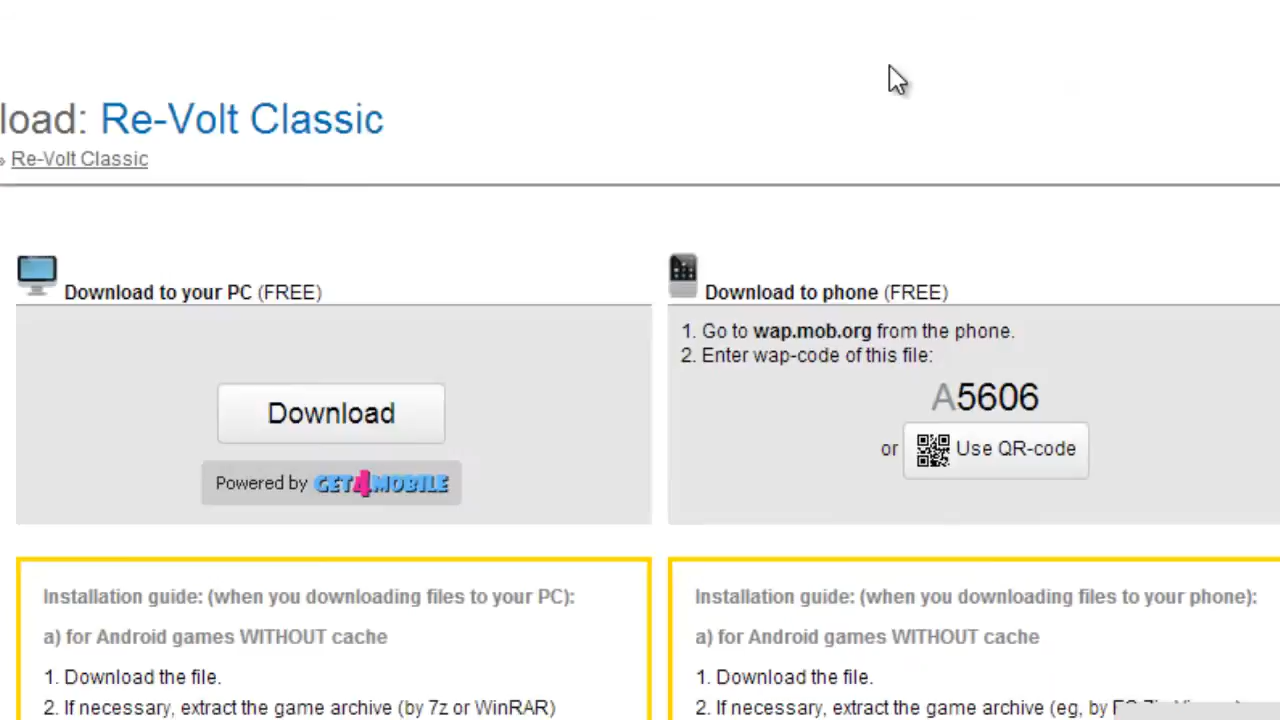 load: Re-Volt Classic
» Re-Volt Classic
Download to your PC (FREE)
Download
Powered by GET4MOBILE
Download to phone (FREE)
1. Go to wap.mob.org from the phone.
2. Enter wap-code of this file:
A5606
or Use QR-code
Installation guide: (when you downloading files to your PC):
a) for Android games WITHOUT cache
1. Download the file.
2. If necessary, extract the game archive (by 7z or WinRAR)
Installation guide: (when you downloading files to your phone):
a) for Android games WITHOUT cache
1. Download the file.
2. If necessary, extract the game archive (eg, by